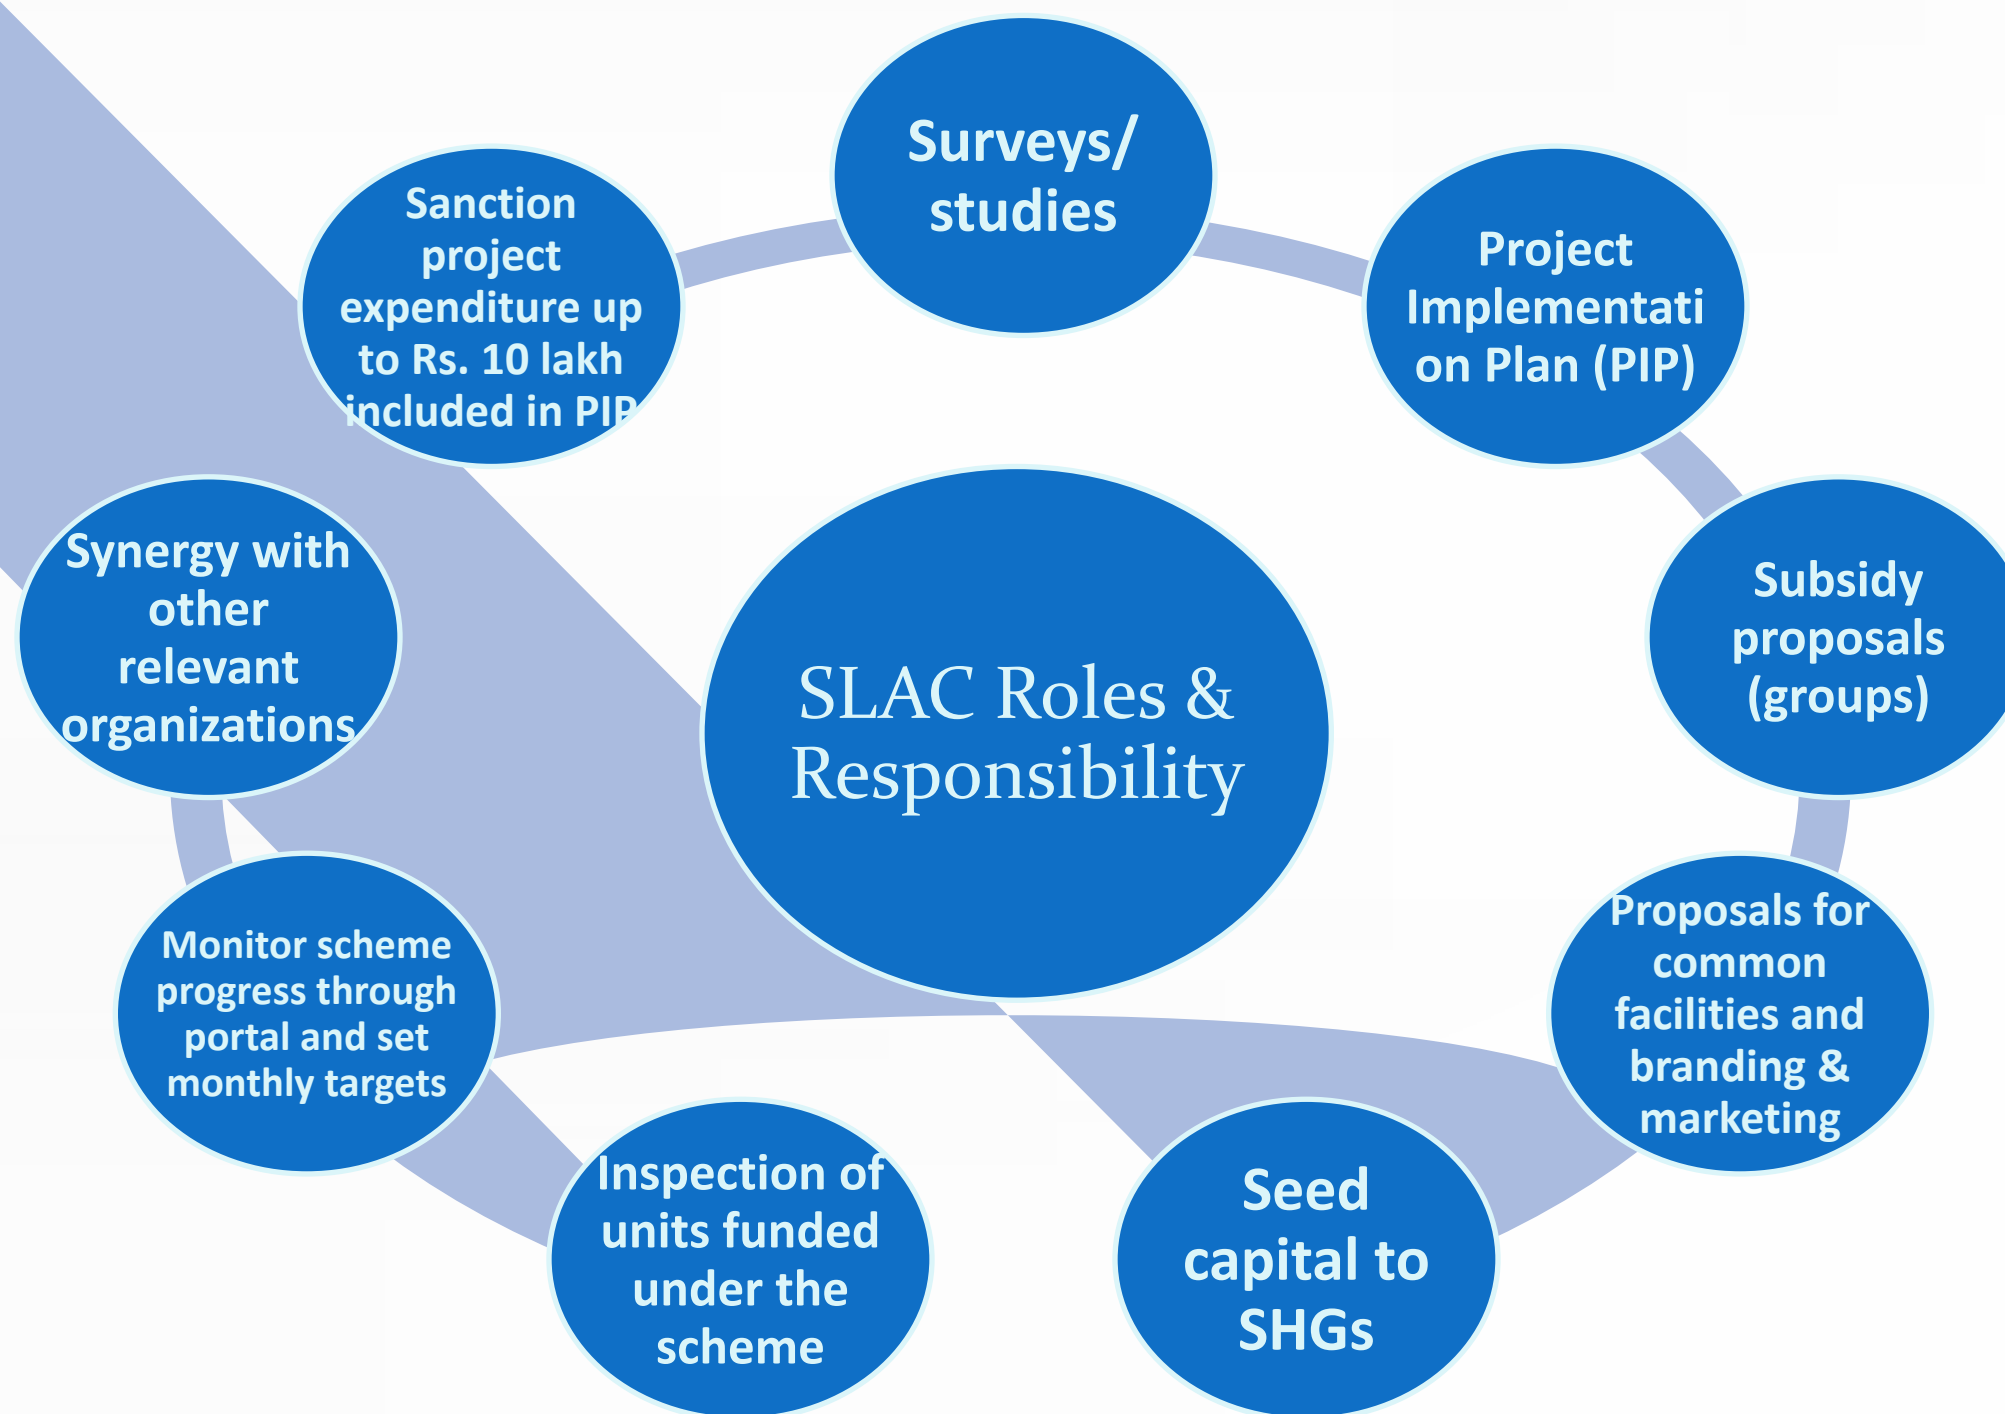 Surveys/
studies
Project
Implementati
on Plan (PIP)
Subsidy
proposals
(groups)
Proposals for
common
facilities and
branding &
marketing
Seed
capital to
SHGs
Inspection of
units funded
under the
scheme
Monitor scheme
progress through
portal and set
monthly targets
Synergy with
other
relevant
organizations
Sanction
project
expenditure up
to Rs. 10 lakh
included in PIP
SLAC Roles &
Responsibility